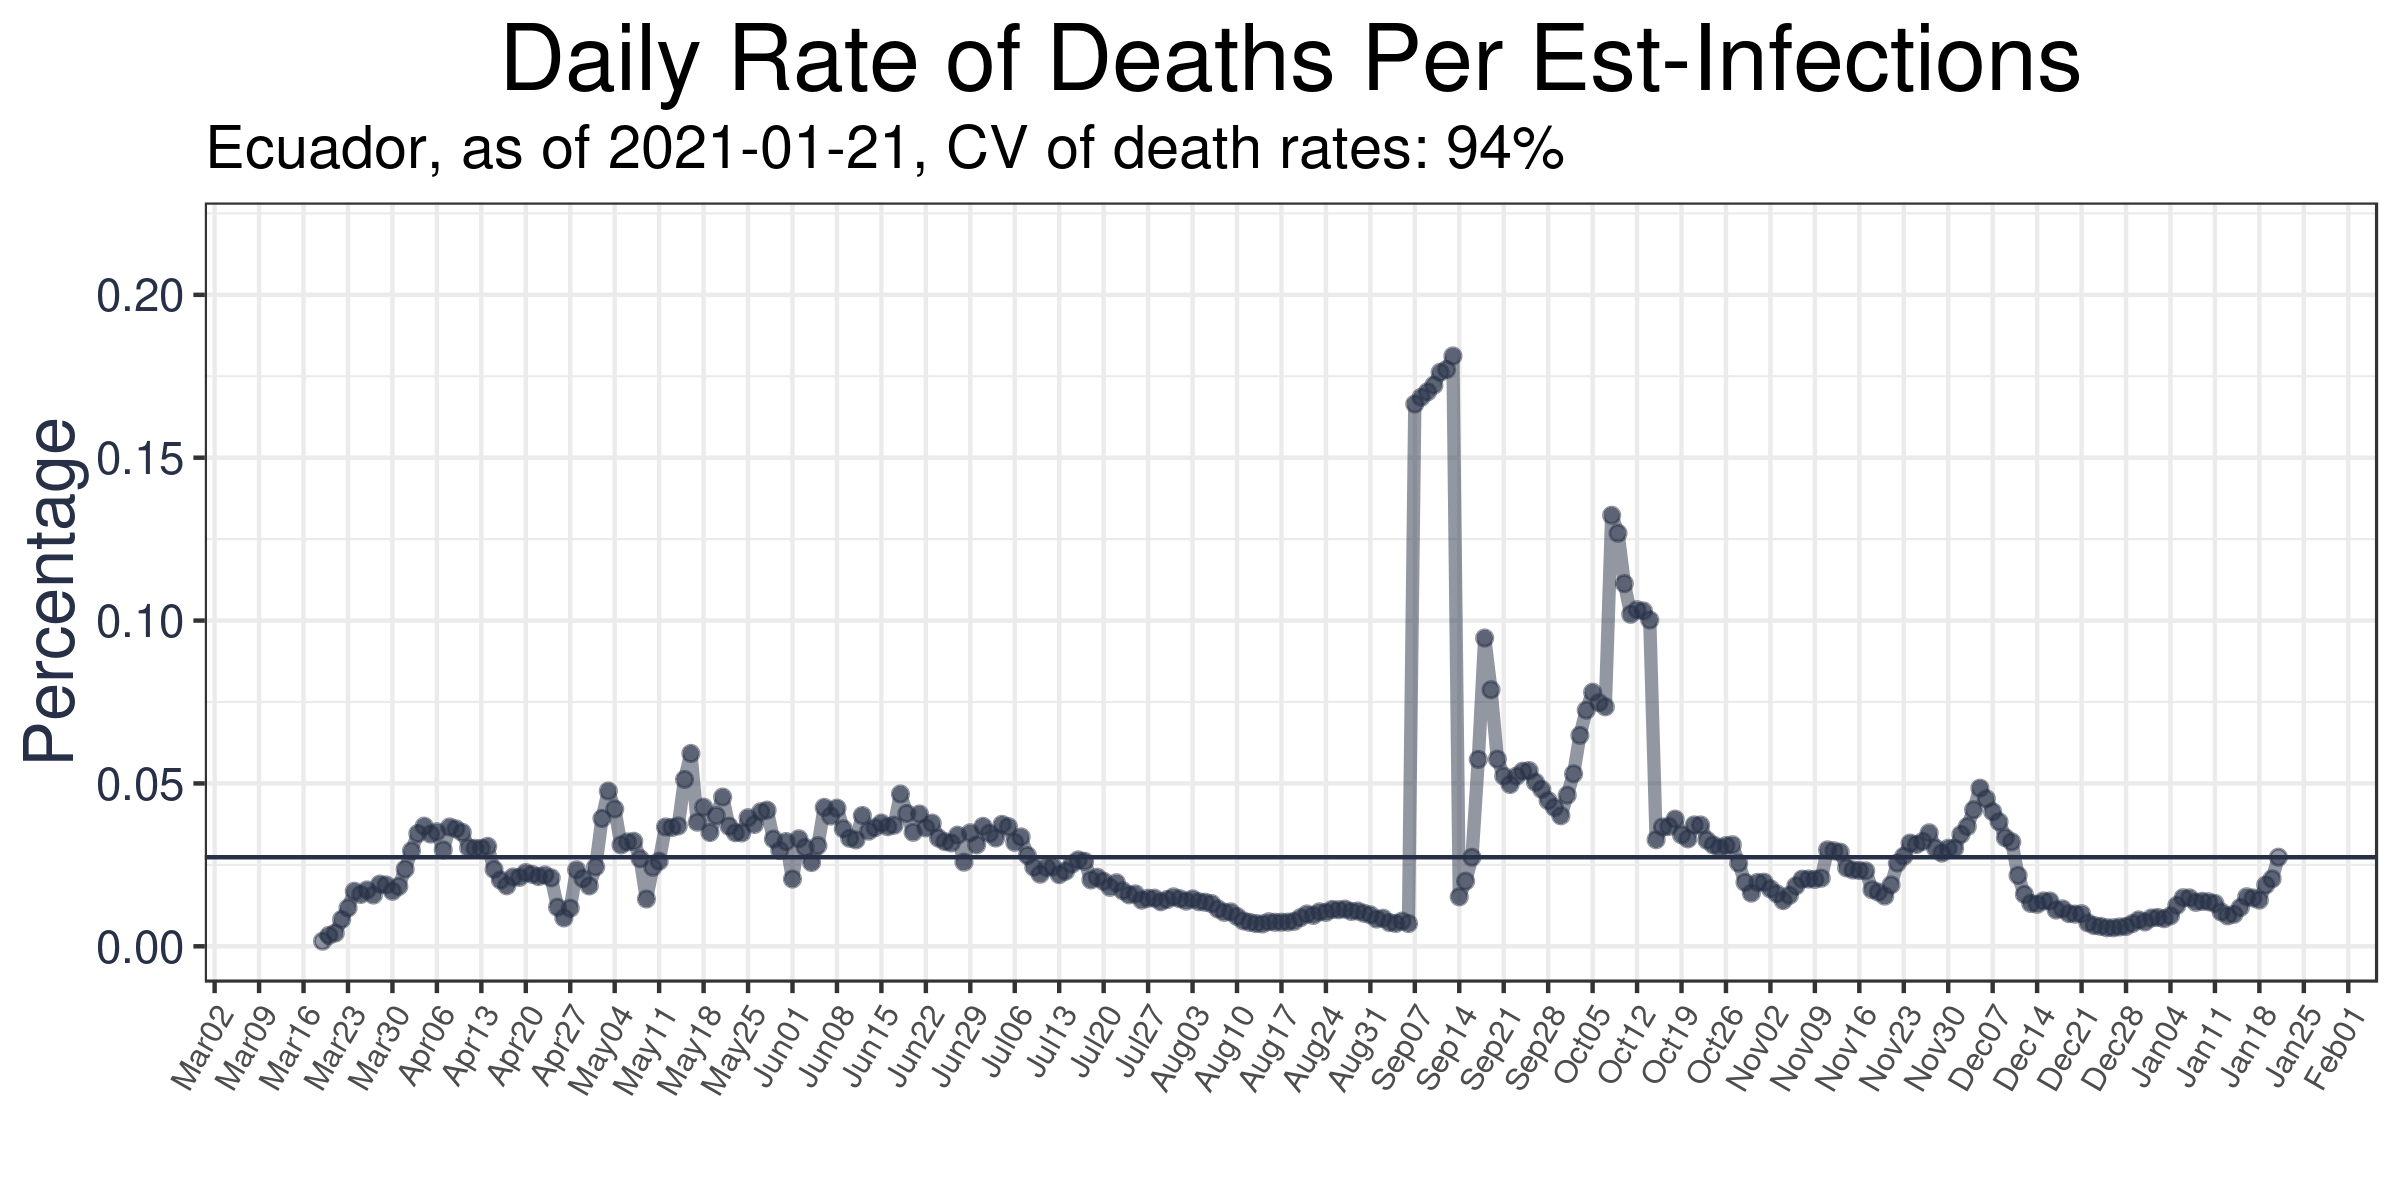 Daily Rate of Deaths Per Est-Infections
Ecuador, as of 2021-01-21, CV of death rates: 94%
Percentage
0.20
0.15
0.10
0.05
0.00
Mar02
Mar09
Mar16
Mar23
Mar30
Apr06
Apr13
Apr20
Apr27
May04
May11
May18
May25
Jun01
Jun08
Jun15
Jun22
Jun29
Jul06
Jul13
Jul20
Jul27
Aug03
Aug10
Aug17
Aug24
Aug31
Sep07
Sep14
Sep21
Sep28
Oct05
Oct12
Oct19
Oct26
Nov02
Nov09
Nov16
Nov23
Nov30
Dec07
Dec14
Dec21
Dec28
Jan04
Jan11
Jan18
Jan25
Feb01